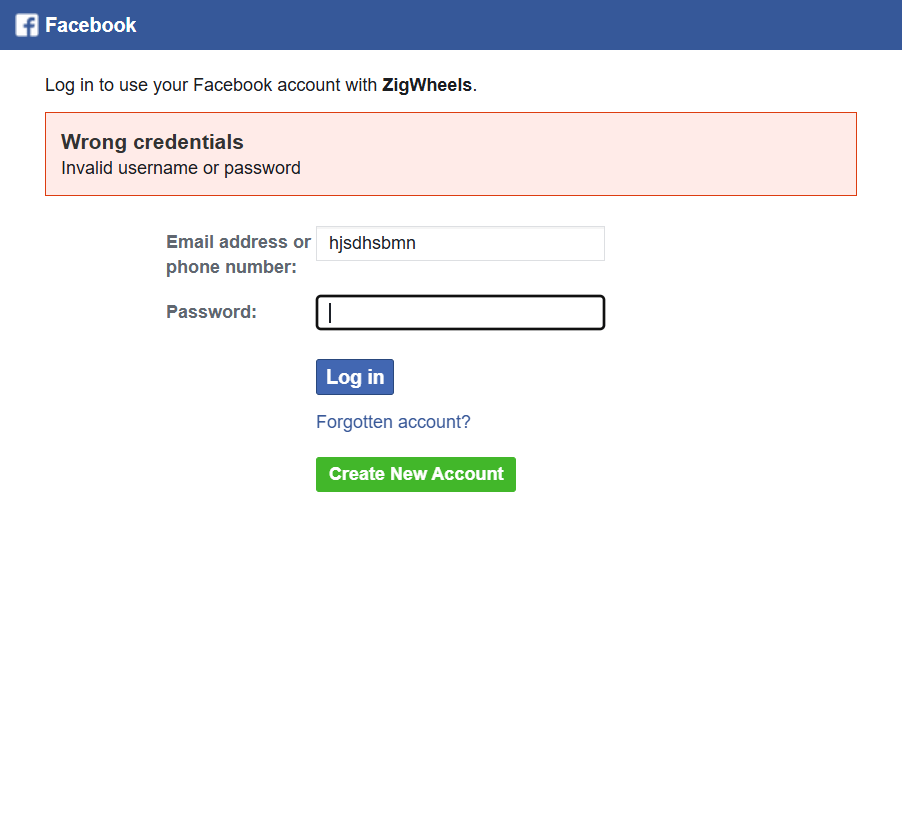 Facebook
Log in to use your Facebook account with ZigWheels.
Wrong credentials
Invalid username or password
Email address or
phone number:
hjsdhsbmn
Password:
Log in
Forgotten account?
Create New Account